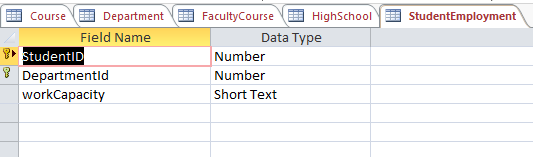 Course Department FacultyCourse HighSchool StudentEmployment
Field Name Data Type
StudentID Number
DepartmentId Number
workCapacity Short Text